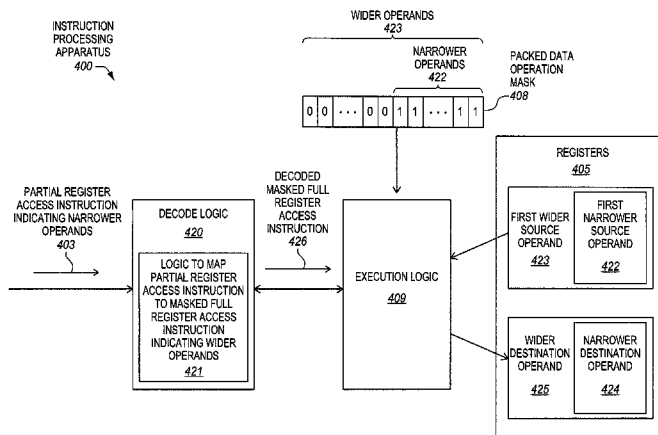 INSTRUCTION
PROCESSING
APPARATUS
400
WIDER OPERANDS
423
NARROWER
OPERANDS
422
PACKED DATA
OPERATION
MASK
408
0 0 ... 0 0 1 1 ... 1 1
PARTIAL REGISTER
ACCESS INSTRUCTION
INDICATING NARROWER
OPERANDS
403
DECODE LOGIC
420
LOGIC TO MAP
PARTIAL REGISTER
ACCESS INSTRUCTION
TO MASKED FULL
REGISTER ACCESS
INSTRUCTION
INDICATING WIDER
OPERANDS
421
DECODED
MASKED FULL
REGISTER
ACCESS
INSTRUCTION
426
EXECUTION LOGIC
409
REGISTERS
405
FIRST WIDER
SOURCE
OPERAND
423
FIRST
NARROWER
SOURCE
OPERAND
422
WIDER
DESTINATION
OPERAND
425
NARROWER
DESTINATION
OPERAND
424